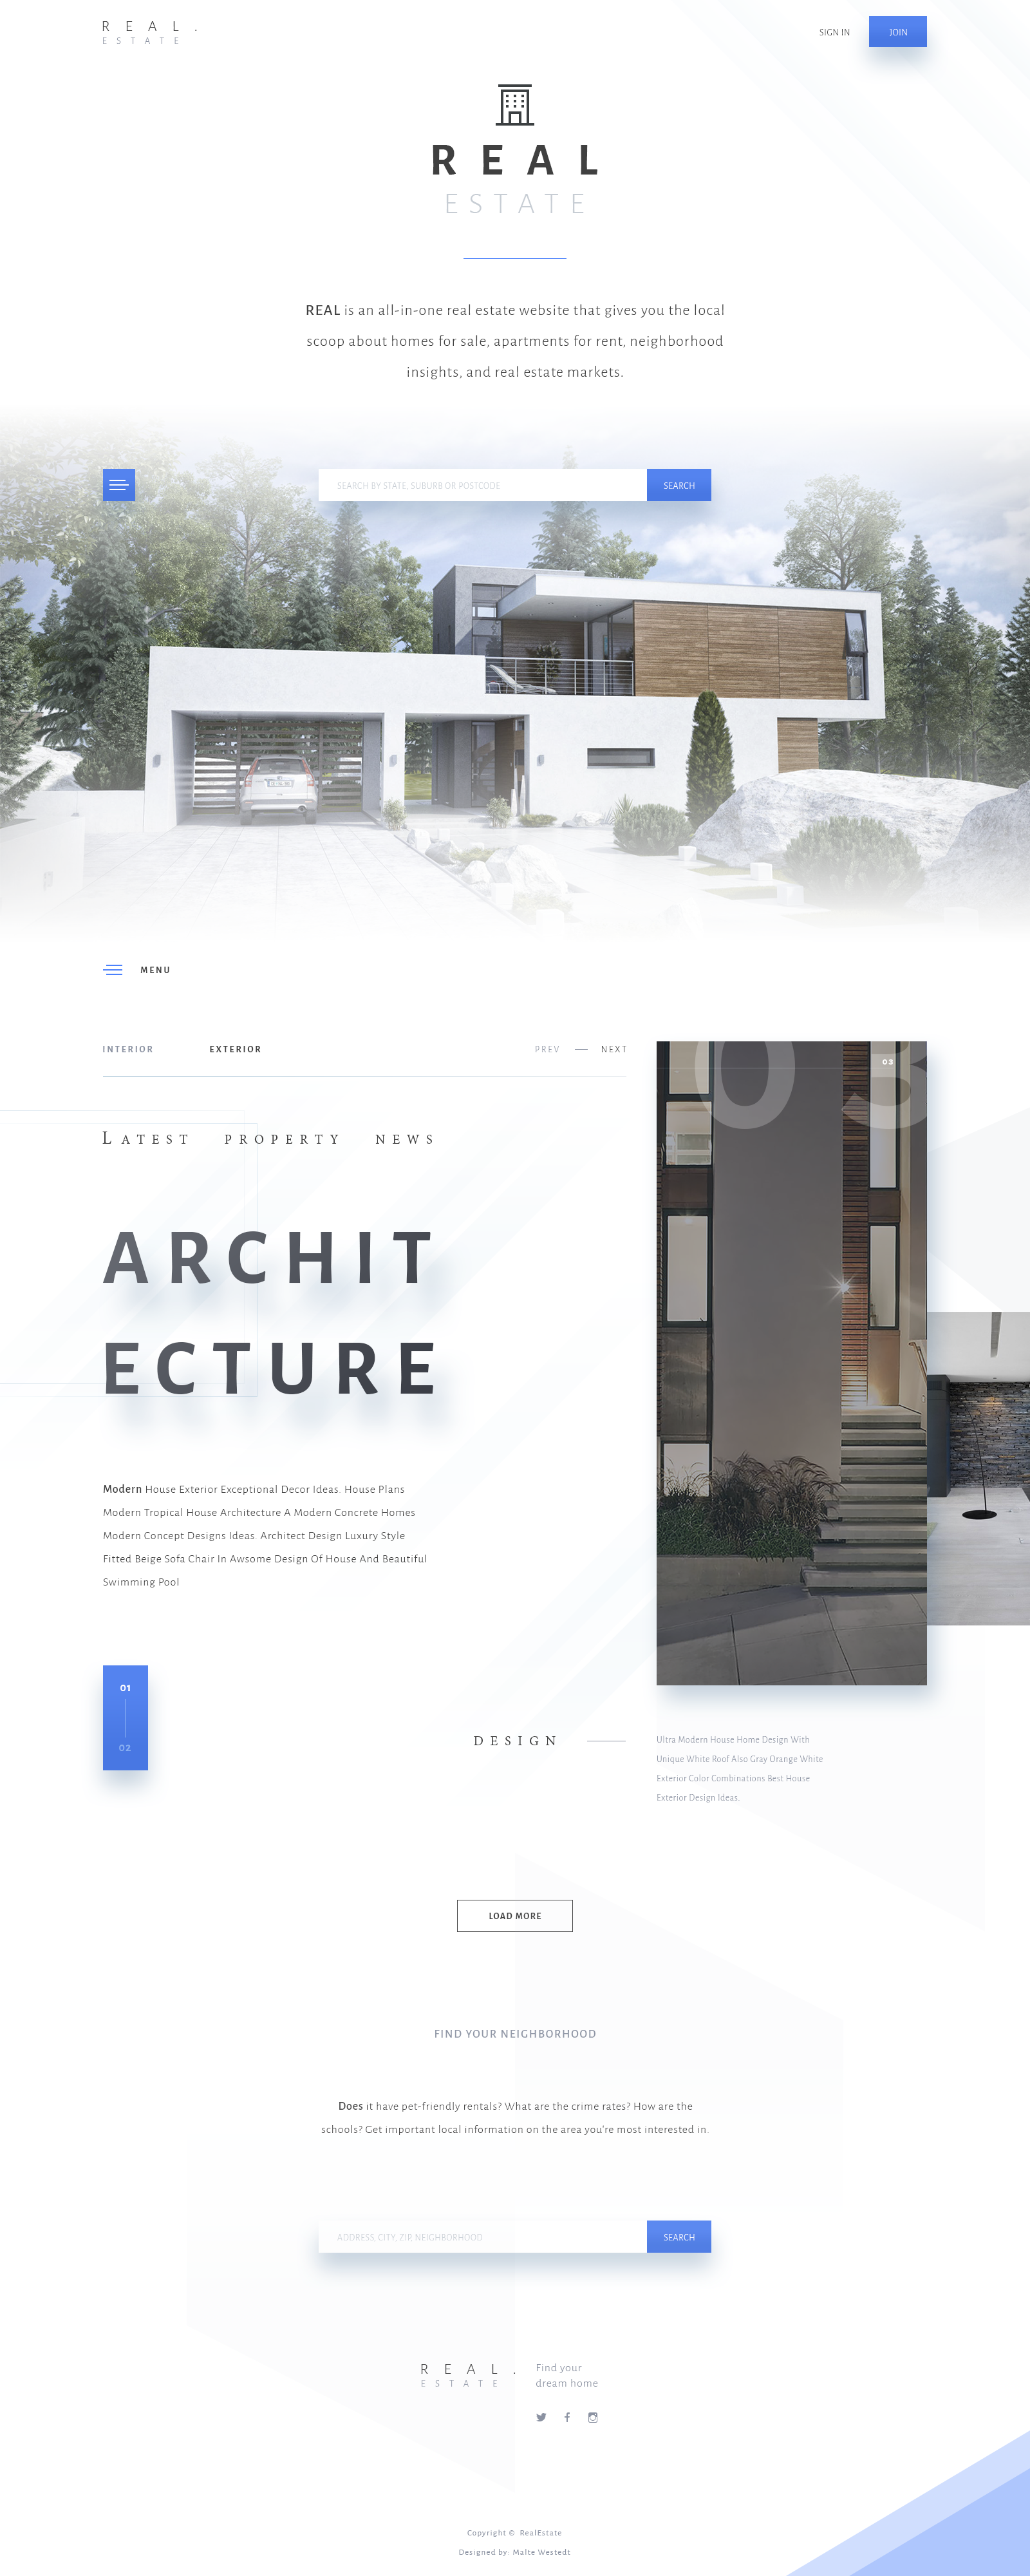 R E A L .
E S T A T E
SIGN IN
JOIN
R E A L
ESTATE
REAL is an all-in-one real estate website that gives you the local
scoop about homes for sale, apartments for rent, neighborhood
insights, and real estate markets.
SEARCH BY STATE, SUBURB OR POSTCODE
SEARCH
MENU
INTERIOR
EXTERIOR
PREV
NEXT
03
03
Latest property news
ARCHIT
ECTURE
Modern House Exterior Exceptional Decor Ideas. House Plans
Modern Tropical House Architecture A Modern Concrete Homes
Modern Concept Designs Ideas. Architect Design Luxury Style
Fitted Beige Sofa Chair In Awsome Design Of House And Beautiful
Swimming Pool
01
02
DESIGN
Ultra Modern House Home Design With
Unique White Roof Also Gray Orange White
Exterior Color Combinations Best House
Exterior Design Ideas.
LOAD MORE
FIND YOUR NEIGHBORHOOD
Does it have pet-friendly rentals? What are the crime rates? How are the
schools? Get important local information on the area you're most interested in.
ADDRESS, CITY, ZIP, NEIGHBORHOOD
SEARCH
R E A L .
E S T A T E
Find your
dream home
Copyright © RealEstate
Designed by: Malte Westedt